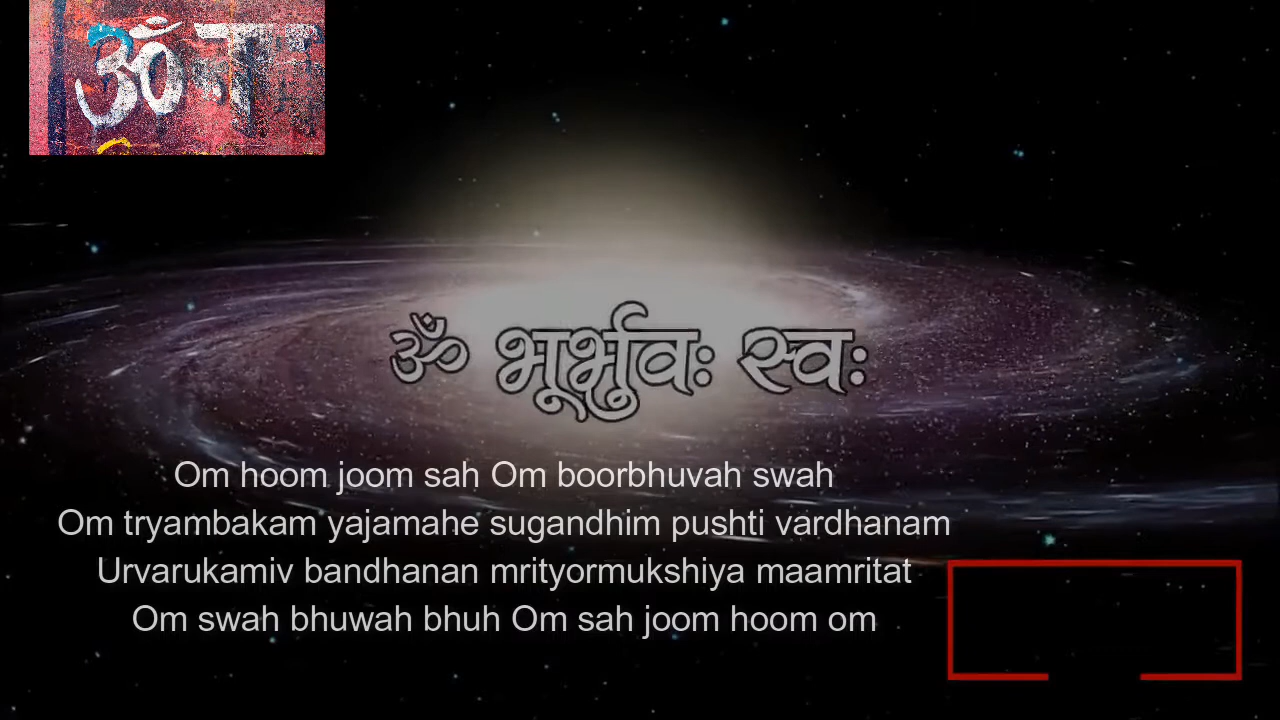 ॐ
ॐ भूर्भुवः स्वः
Om hoom joom sah Om boorbhuvah swah
Om tryambakam yajamahe sugandhim pushti vardhanam
Urvarukamiv bandhanan mrityormukshiya maamritat
Om swah bhuwah bhuh Om sah joom hoom om